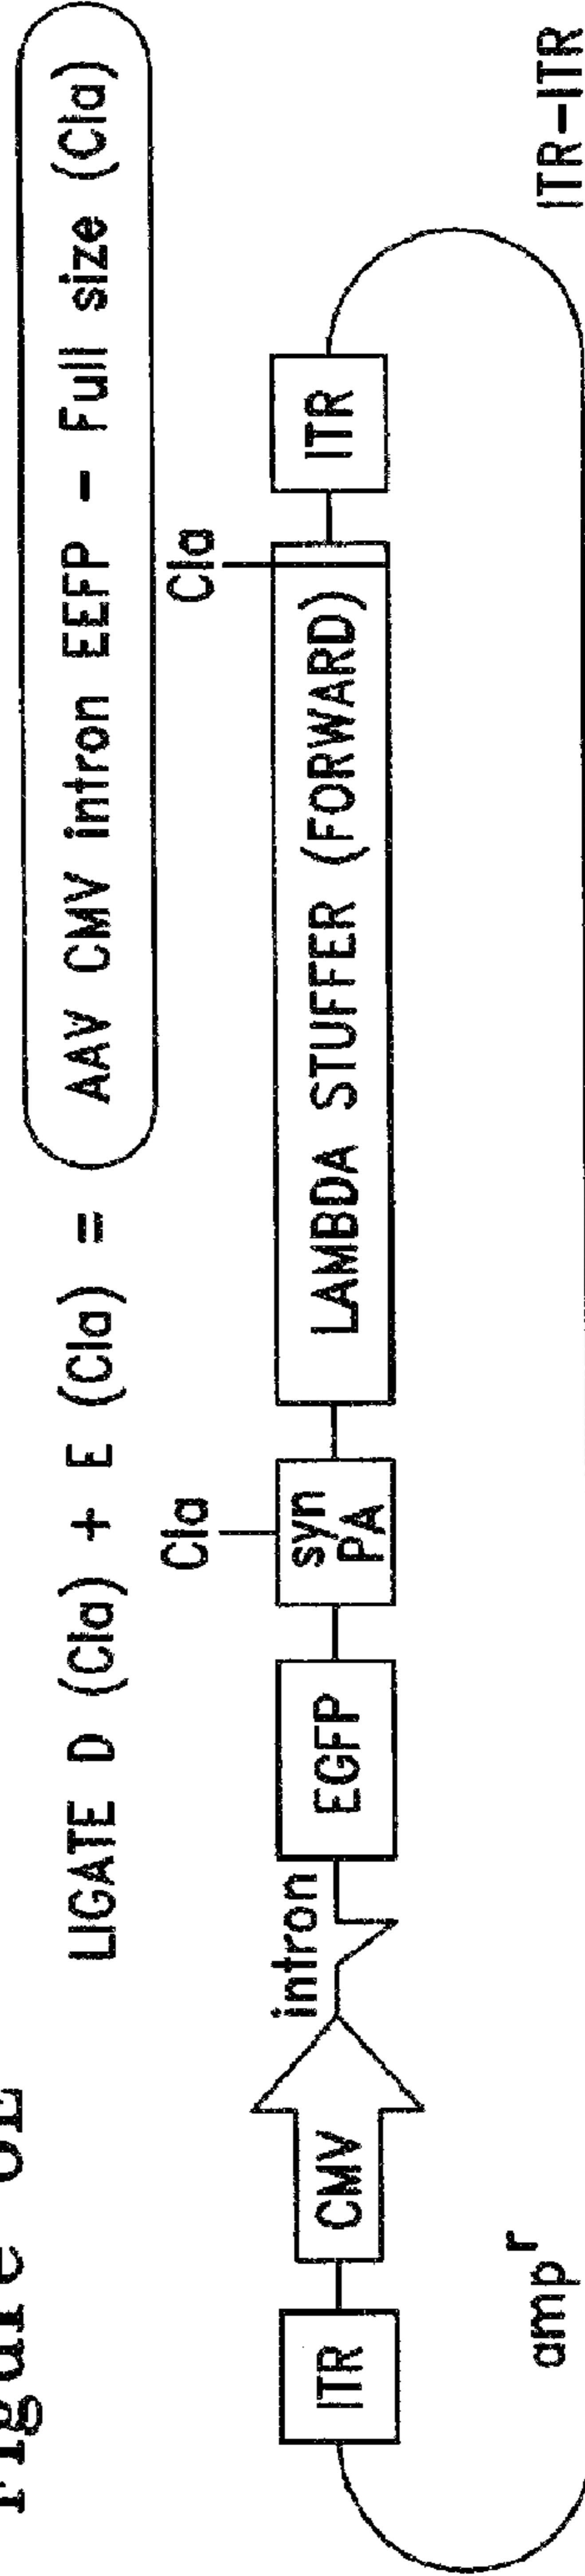 LIGATE D (Cla) + E (Cla) = AAV CMV intron EEFP - Full size (Cla)
Cla
Cla
ITR
CMV
intron
EGFP
syn
PA
LAMBDA STUFFER (FORWARD)
ITR
amp r
ITR-ITR